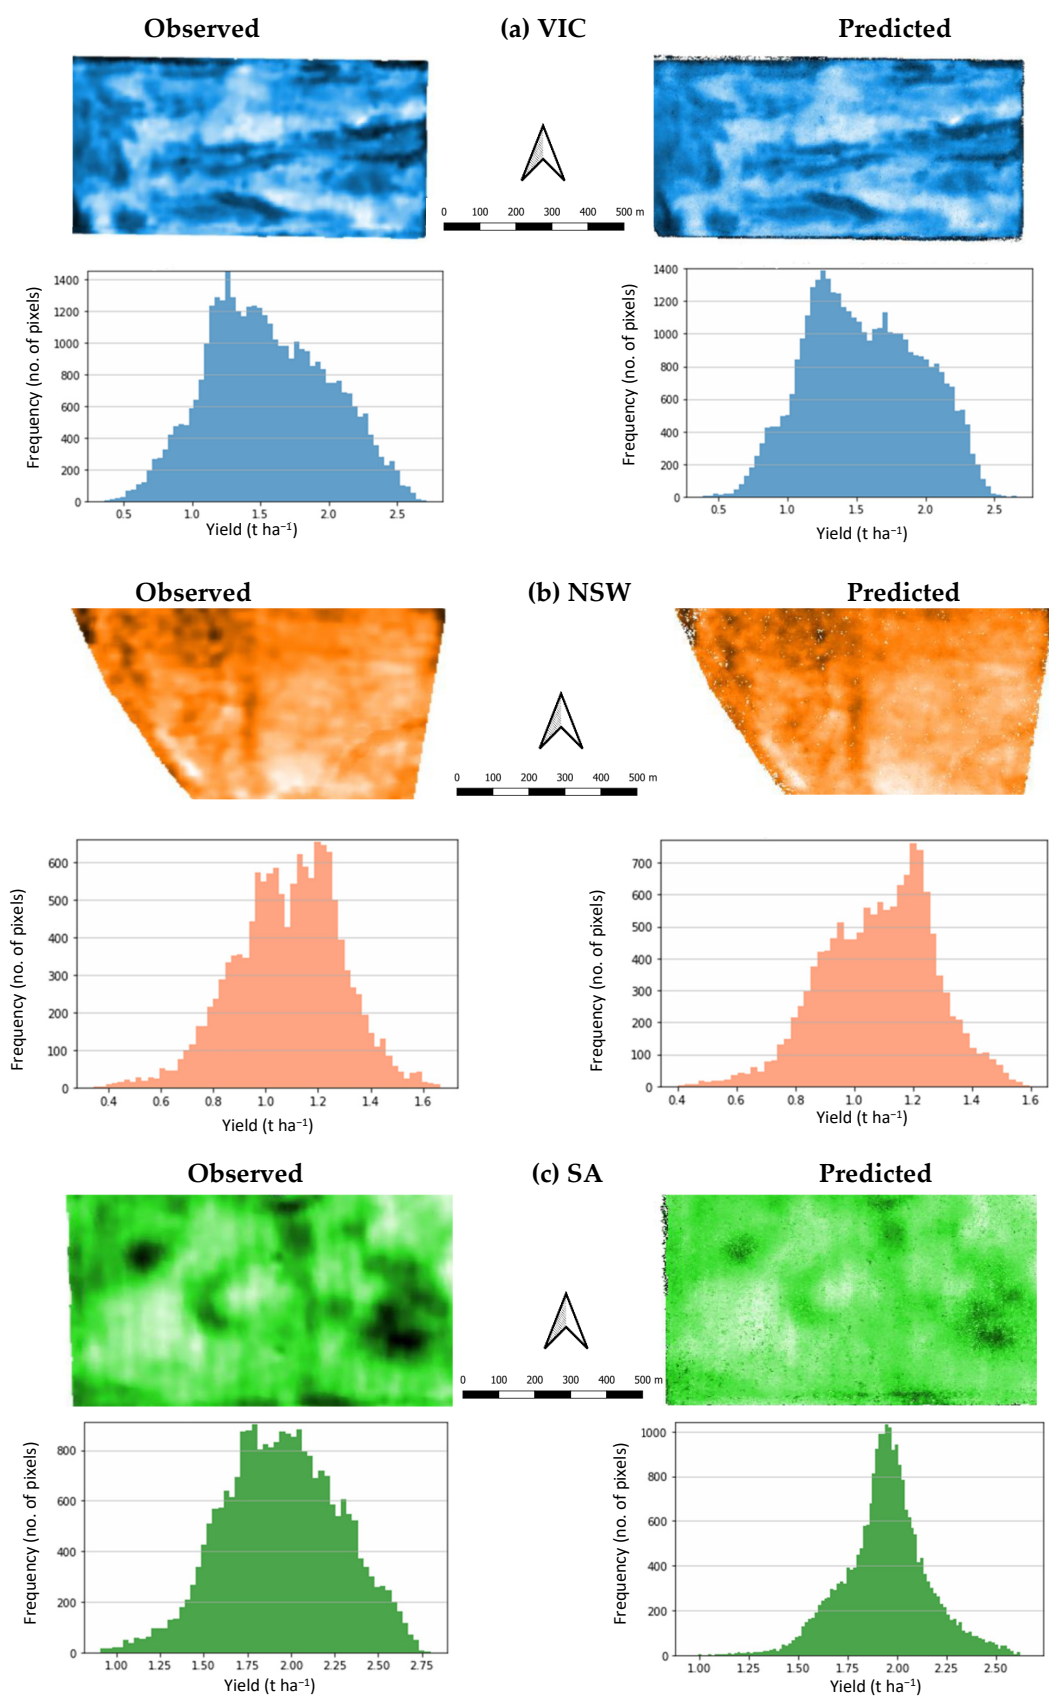 Observed (a) VIC Predicted
0 100 200 300 400 500 m
Frequency (no. of pixels)
1400
1200
1000
800
600
400
200
0
0.5 1.0 1.5 2.0 2.5
Yield (t ha⁻¹)
Frequency (no. of pixels)
1400
1200
1000
800
600
400
200
0
0.5 1.0 1.5 2.0 2.5
Yield (t ha⁻¹)
Observed (b) NSW Predicted
0 100 200 300 400 500 m
Frequency (no. of pixels)
600
500
400
300
200
100
0
0.4 0.6 0.8 1.0 1.2 1.4 1.6
Yield (t ha⁻¹)
Frequency (no. of pixels)
700
600
500
400
300
200
100
0
0.4 0.6 0.8 1.0 1.2 1.4 1.6
Yield (t ha⁻¹)
Observed (c) SA Predicted
0 100 200 300 400 500 m
Frequency (no. of pixels)
800
600
400
200
0
1.00 1.25 1.50 1.75 2.00 2.25 2.50 2.75
Yield (t ha⁻¹)
Frequency (no. of pixels)
1000
800
600
400
200
0
1.00 1.25 1.50 1.75 2.00 2.25 2.50
Yield (t ha⁻¹)